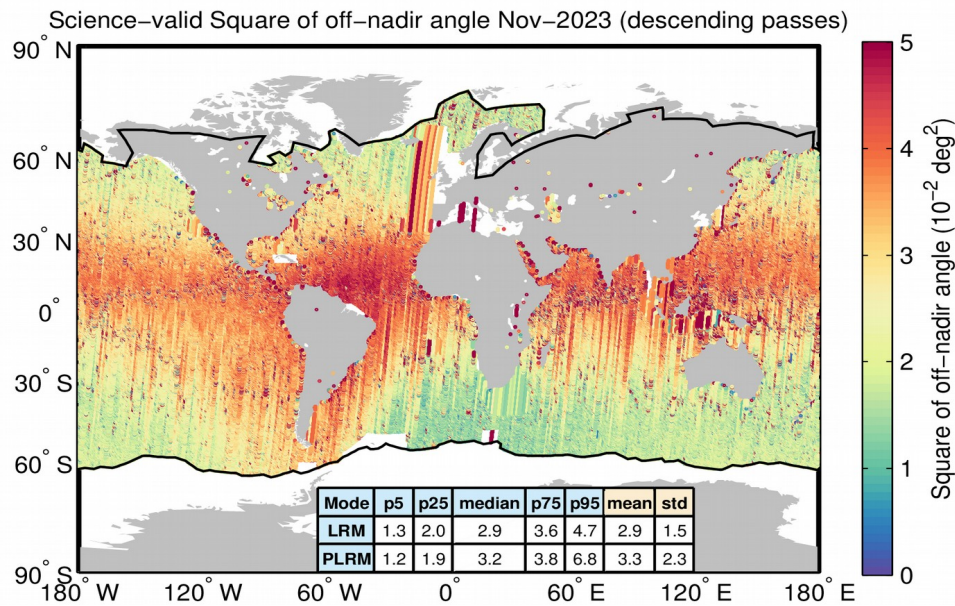 Science-valid Square of off-nadir angle Nov-2023 (descending passes)
90° N
60° N
30° N
0°
30° S
60° S
90° S
180° W
120° W
60° W
0°
60° E
120° E
180° E
Mode p5 p25 median p75 p95 mean std
LRM 1.3 2.0 2.9 3.6 4.7 2.9 1.5
PLRM 1.2 1.9 3.2 3.8 6.8 3.3 2.3
5
4
3
2
1
0
Square of off-nadir angle (10⁻² deg²)